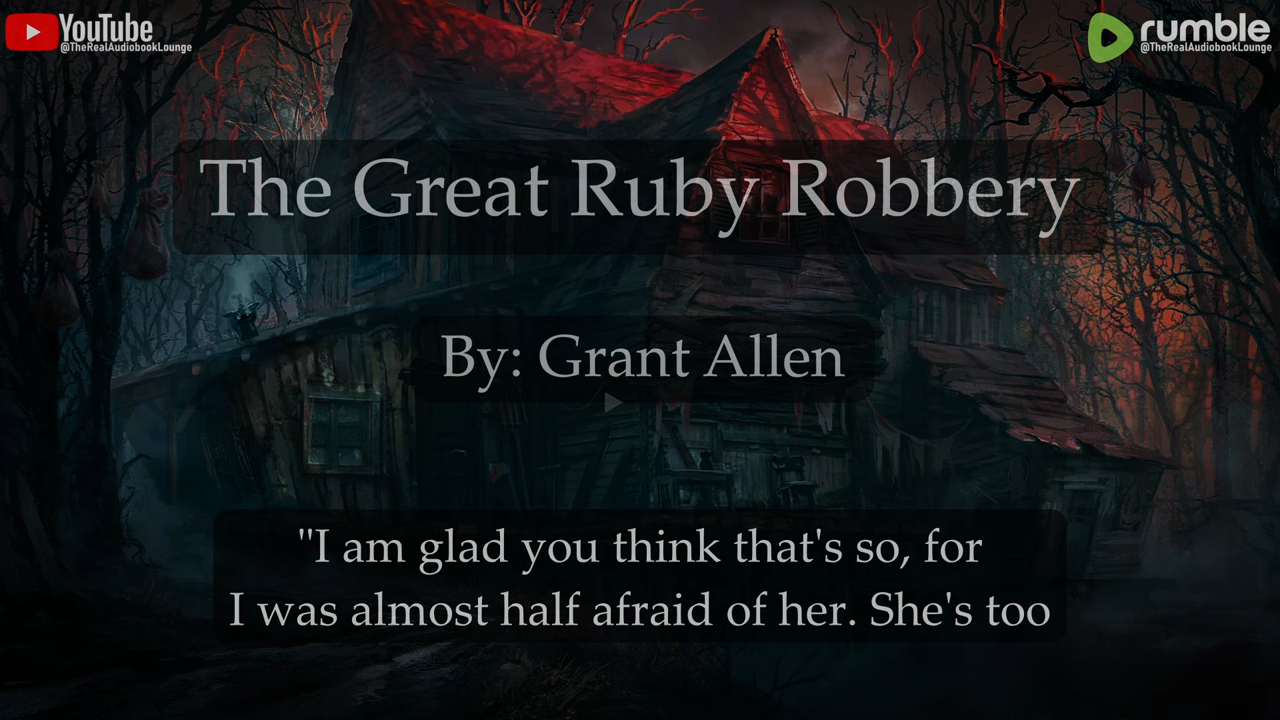 YouTube
@TheRealAudiobookLounge
rumble
@TheRealAudiobookLounge
The Great Ruby Robbery
By: Grant Allen
"I am glad you think that's so, for
I was almost half afraid of her. She's too